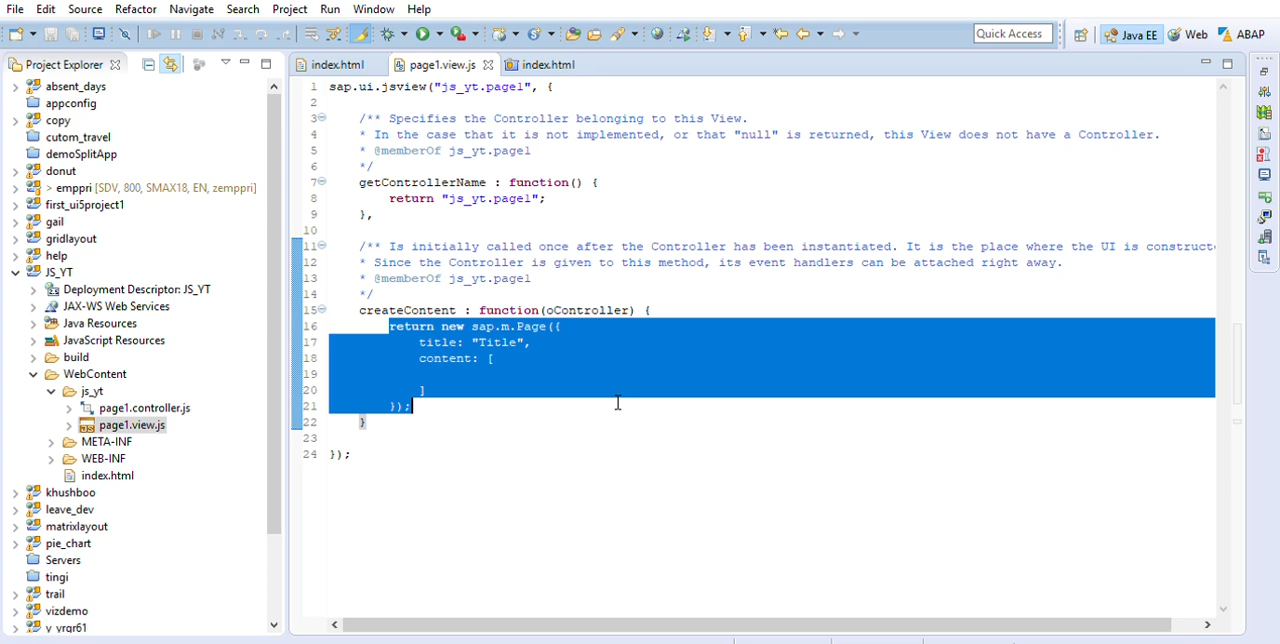 File Edit Source Refactor Navigate Search Project Run Window Help
Quick Access
Java EE
Web
ABAP
Project Explorer
index.html
page1.view.js
index.html
absent_days
appconfig
copy
cutom_travel
demoSplitApp
donut
> emppri [SDV, 800, SMAX18, EN, zemppri]
first_ui5project1
gail
gridlayout
help
JS_YT
Deployment Descriptor: JS_YT
JAX-WS Web Services
Java Resources
JavaScript Resources
build
WebContent
js_yt
page1.controller.js
page1.view.js
META-INF
WEB-INF
index.html
khushboo
leave_dev
matrixlayout
pie_chart
Servers
tingi
trail
vizdemo
y_yrgr61
1 sap.ui.jsview("js_yt.page1", {
2
3 /** Specifies the Controller belonging to this View.
4 * In the case that it is not implemented, or that "null" is returned, this View does not have a Controller.
5 * @memberOf js_yt.page1
6 */
7 getControllerName : function() {
8 return "js_yt.page1";
9 },
10
11 /** Is initially called once after the Controller has been instantiated. It is the place where the UI is constructe
12 * Since the Controller is given to this method, its event handlers can be attached right away.
13 * @memberOf js_yt.page1
14 */
15 createContent : function(oController) {
16 return new sap.m.Page({
17 title: "Title",
18 content: [
19
20 ]
21 });
22 }
23
24 });